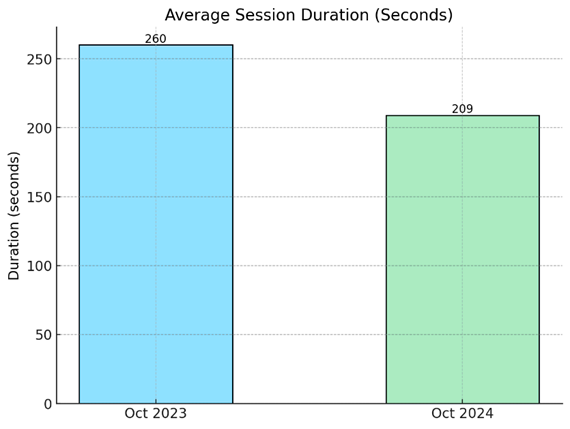 Average Session Duration (Seconds)
260
209
250
200
150
100
50
0
Duration (seconds)
Oct 2023
Oct 2024